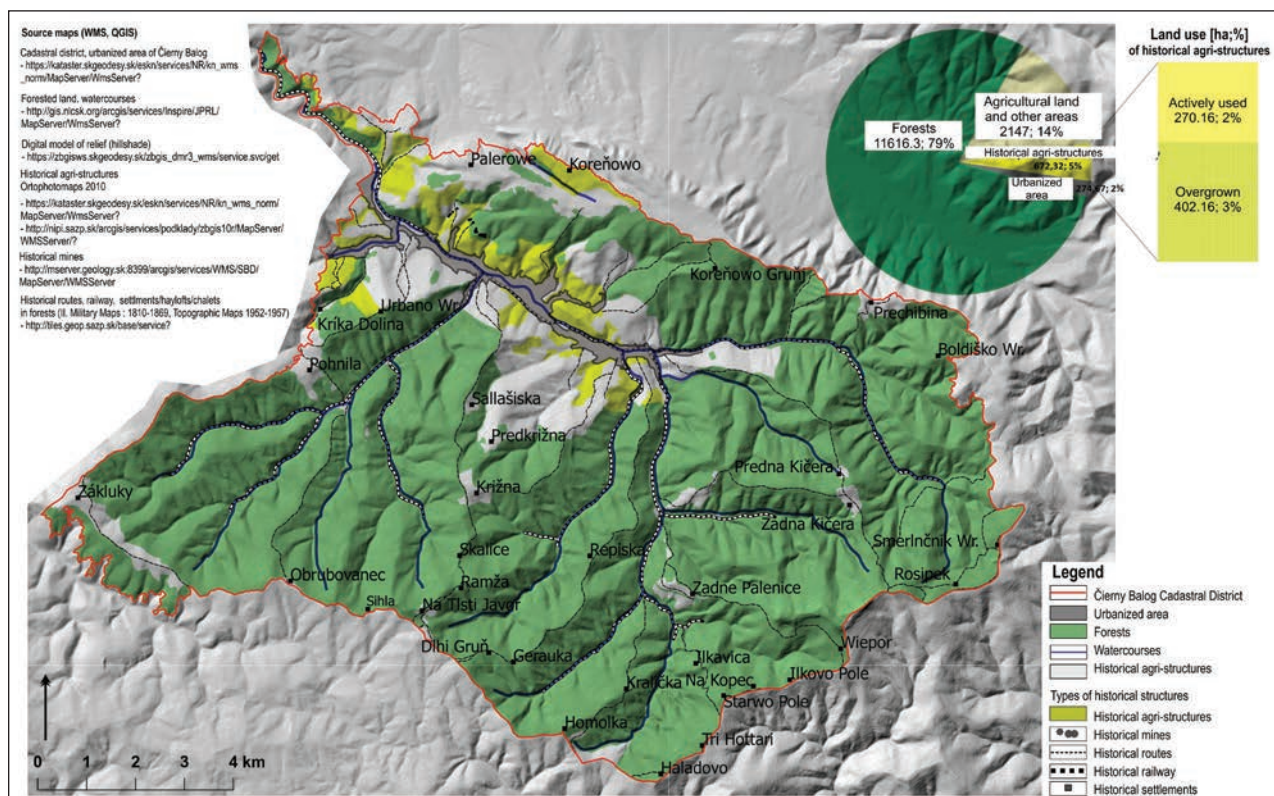 Source maps (WMS, QGIS)
Cadastral district, urbanized area of Čierny Balog
- https://kataster.skgeodesy.sk/eskn/services/NR/kn_wms
_norm/MapServer/WmsServer?
Forested land, watercourses
- http://gis.nlcsk.org/arcgis/services/Inspire/JPRL/
MapServer/WmsServer?
Digital model of relief (hillshade)
- https://zbgisws.skgeodesy.sk/zbgis_dmr3_wms/service.svc/get
Historical agri-structures
Ortophotomaps 2010
- https://kataster.skgeodesy.sk/eskn/services/NR/kn_wms_norm/
MapServer/WmsServer?
- http://nipi.sazp.sk/arcgis/services/podklady/zbgis10r/MapServer/
WMSServer/?
Historical mines
- http://mserver.geology.sk:8399/arcgis/services/WMS/SBD/
MapServer/WMSServer
Historical routes, railway, settlments/haylofts/chalets
in forests (II. Military Maps : 1810-1869, Topographic Maps 1952-1957)
- http://tiles.geop.sazp.sk/base/service?
Land use [ha;%]
of historical agri-structures
Actively used
270.16; 2%
Overgrown
402.16; 3%
Forests
11616.3; 79%
Agricultural land
and other areas
2147; 14%
Historical agri-structures
672,32; 5%
Urbanized
area
274,67; 2%
Palerowe
Koreňowo
Koreňowo Gruň
Prechibina
Boldiško Wr.
Urbano Wr.
Kríka Dolina
Pohnila
Sallašiska
Predkrižna
Križna
Predna Kičera
Zadna Kičera
Smerlnčnik Wr.
Rosipek
Zákluky
Obrubovanec
Sihla
Skalice
Ramža
Na Tlsti Javor
Repiska
Zadne Palenice
Dlhi Gruň
Gerauka
Ilkavica
Wiepor
Kralička
Na Kopec
Ilkovo Pole
Starwo Pole
Homolka
Tri Hottari
Haladovo
0 1 2 4 km
Legend
Čierny Balog Cadastral District
Urbanized area
Forests
Watercourses
Historical agri-structures
Types of historical structures
Historical agri-structures
Historical mines
Historical routes
Historical railway
Historical settlements